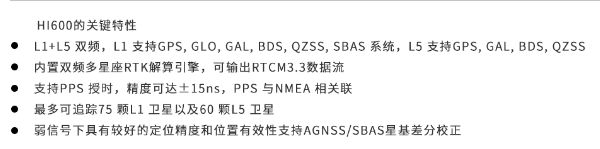 HI600的关键特性
● L1+L5 双频，L1 支持GPS, GLO, GAL, BDS, QZSS, SBAS 系统，L5 支持GPS, GAL, BDS, QZSS
● 内置双频多星座RTK解算引擎，可输出RTCM3.3数据流
● 支持PPS 授时，精度可达±15ns，PPS 与NMEA 相关联
● 最多可追踪75 颗L1 卫星以及60 颗L5 卫星
● 弱信号下具有较好的定位精度和位置有效性支持AGNSS/SBAS星基差分校正